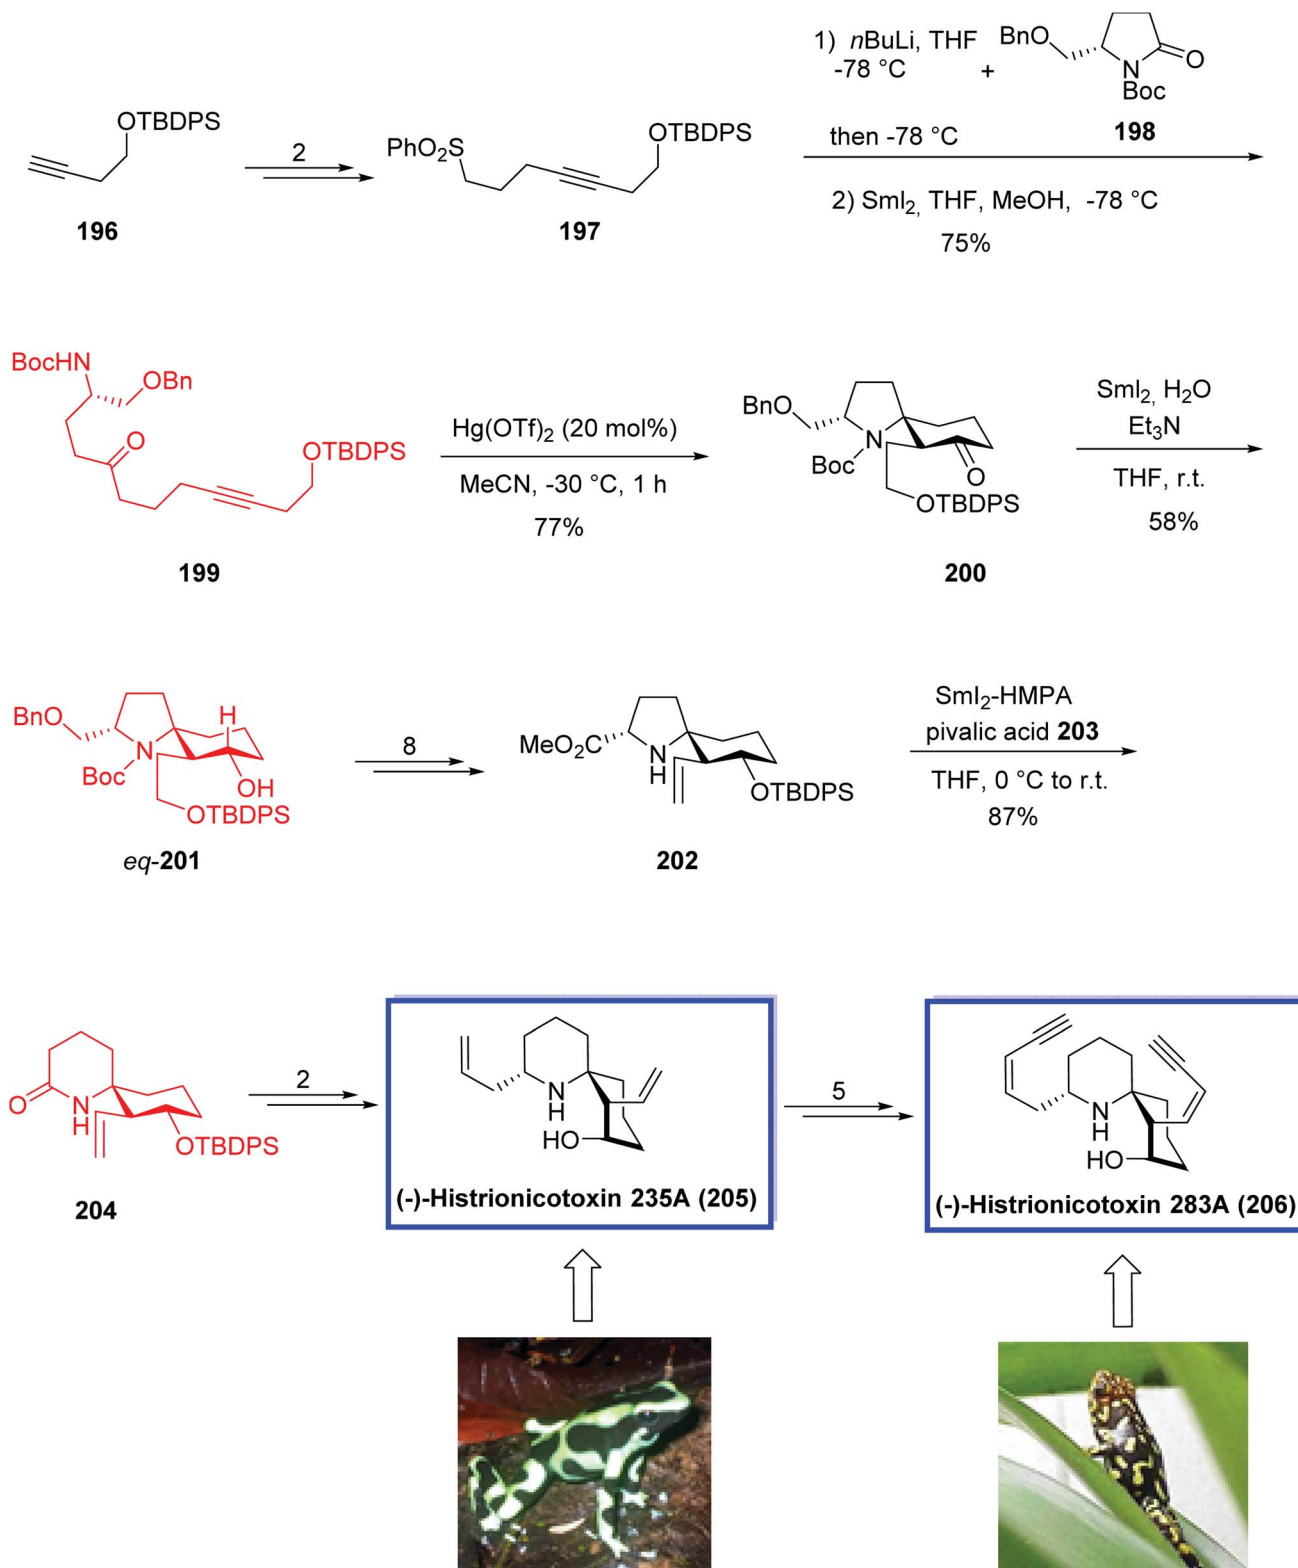 1) nBuLi, THF
-78 °C
+
BnO
N
O
Boc
198
then -78 °C
2) SmI₂, THF, MeOH, -78 °C
75%
OTBDPS
196
2
PhO₂S
OTBDPS
197
BocHN
OBn
O
OTBDPS
199
Hg(OTf)₂ (20 mol%)
MeCN, -30 °C, 1 h
77%
BnO
N
Boc
O
OTBDPS
200
SmI₂, H₂O
Et₃N
THF, r.t.
58%
BnO
H
N
Boc
OH
OTBDPS
eq-201
8
MeO₂C
N
H
OTBDPS
202
SmI₂-HMPA
pivalic acid 203
THF, 0 °C to r.t.
87%
O
N
H
OTBDPS
204
2
N
H
HO
(-)-Histrionicotoxin 235A (205)
5
N
H
HO
(-)-Histrionicotoxin 283A (206)